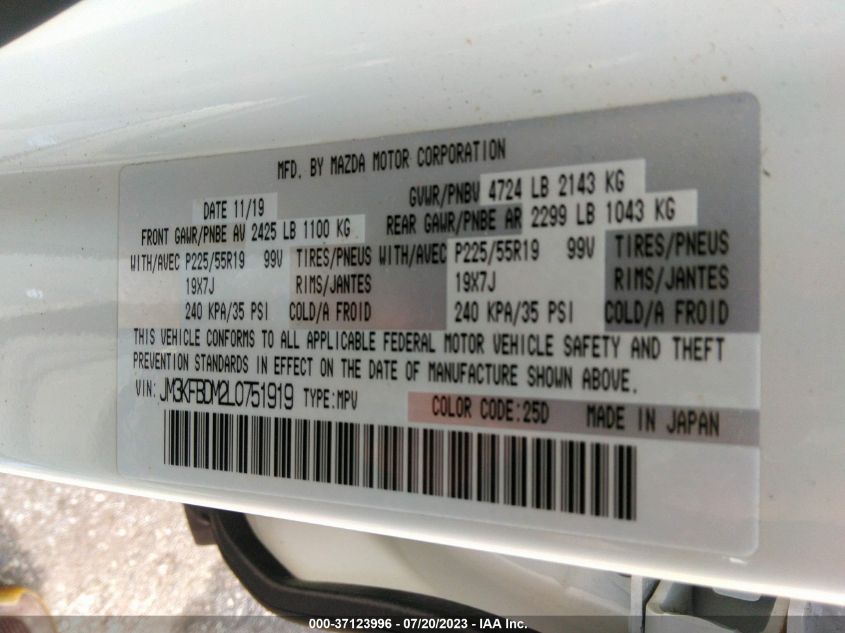 MFD. BY MAZDA MOTOR CORPORATION
DATE 11/19 GVWR/PNBV 4724 LB 2143 KG
FRONT GAWR/PNBE AV 2425 LB 1100 KG REAR GAWR/PNBE AR 2299 LB 1043 KG
WITH/AVEC P225/55R19 99V TIRES/PNEUS WITH/AVEC P225/55R19 99V TIRES/PNEUS
19X7J RIMS/JANTES 19X7J RIMS/JANTES
240 KPA/35 PSI COLD/A FROID 240 KPA/35 PSI COLD/A FROID
THIS VEHICLE CONFORMS TO ALL APPLICABLE FEDERAL MOTOR VEHICLE SAFETY AND THEFT
PREVENTION STANDARDS IN EFFECT ON THE DATE OF MANUFACTURE SHOWN ABOVE.
VIN: JM3KFBDM2L0751919 TYPE:MPV COLOR CODE:25D MADE IN JAPAN
000-37123996 - 07/20/2023 - IAA Inc.